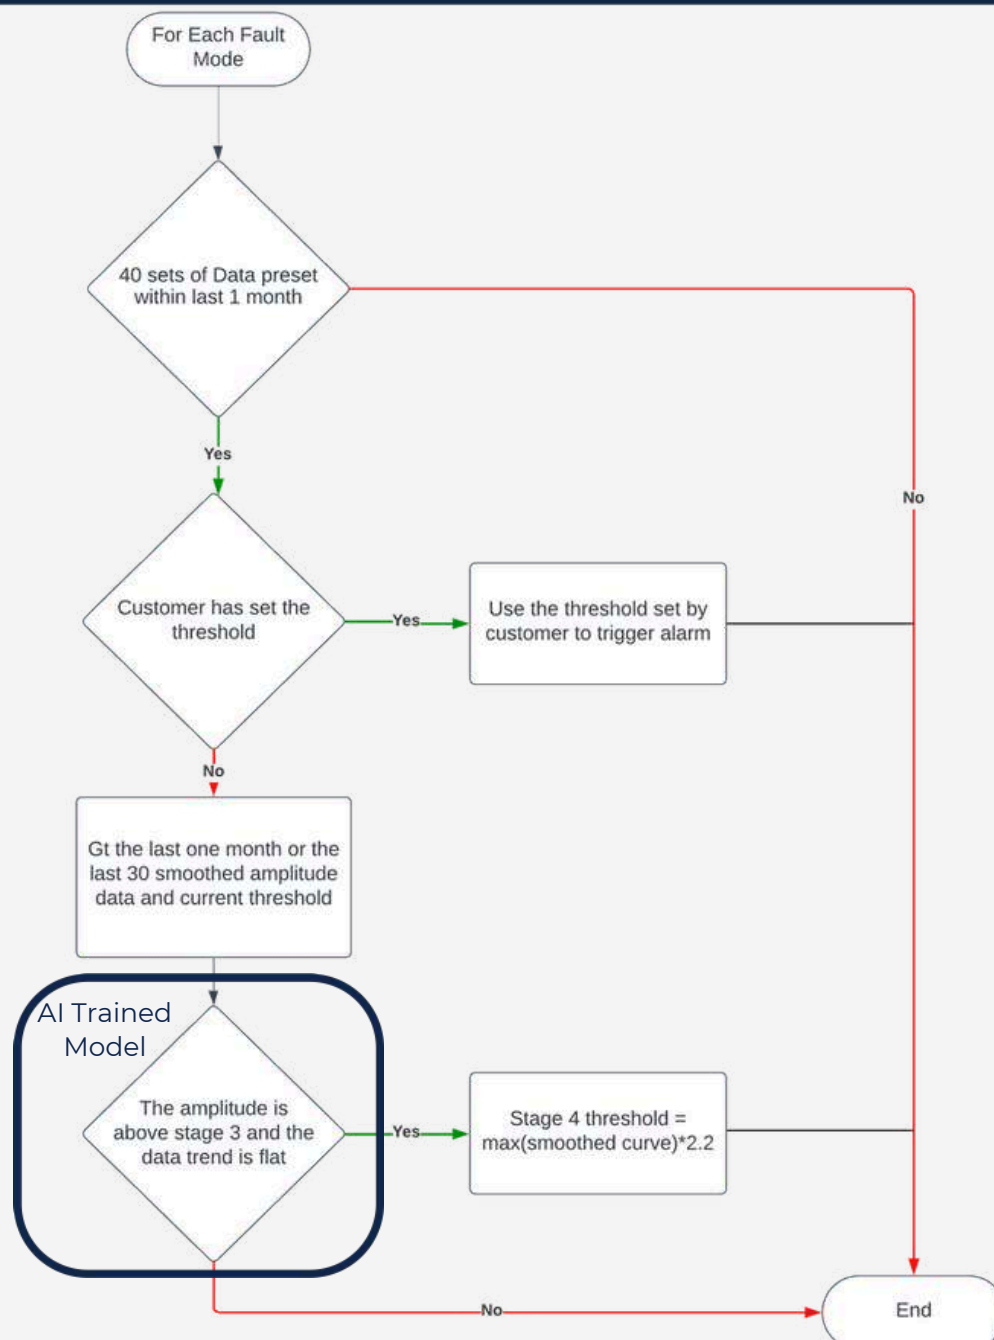 For Each Fault
Mode
40 sets of Data preset
within last 1 month
Yes
No
Customer has set the
threshold
Yes
Use the threshold set by
customer to trigger alarm
No
Gt the last one month or the
last 30 smoothed amplitude
data and current threshold
AI Trained
Model
The amplitude is
above stage 3 and the
data trend is flat
Yes
Stage 4 threshold =
max(smoothed curve)*2.2
No
End